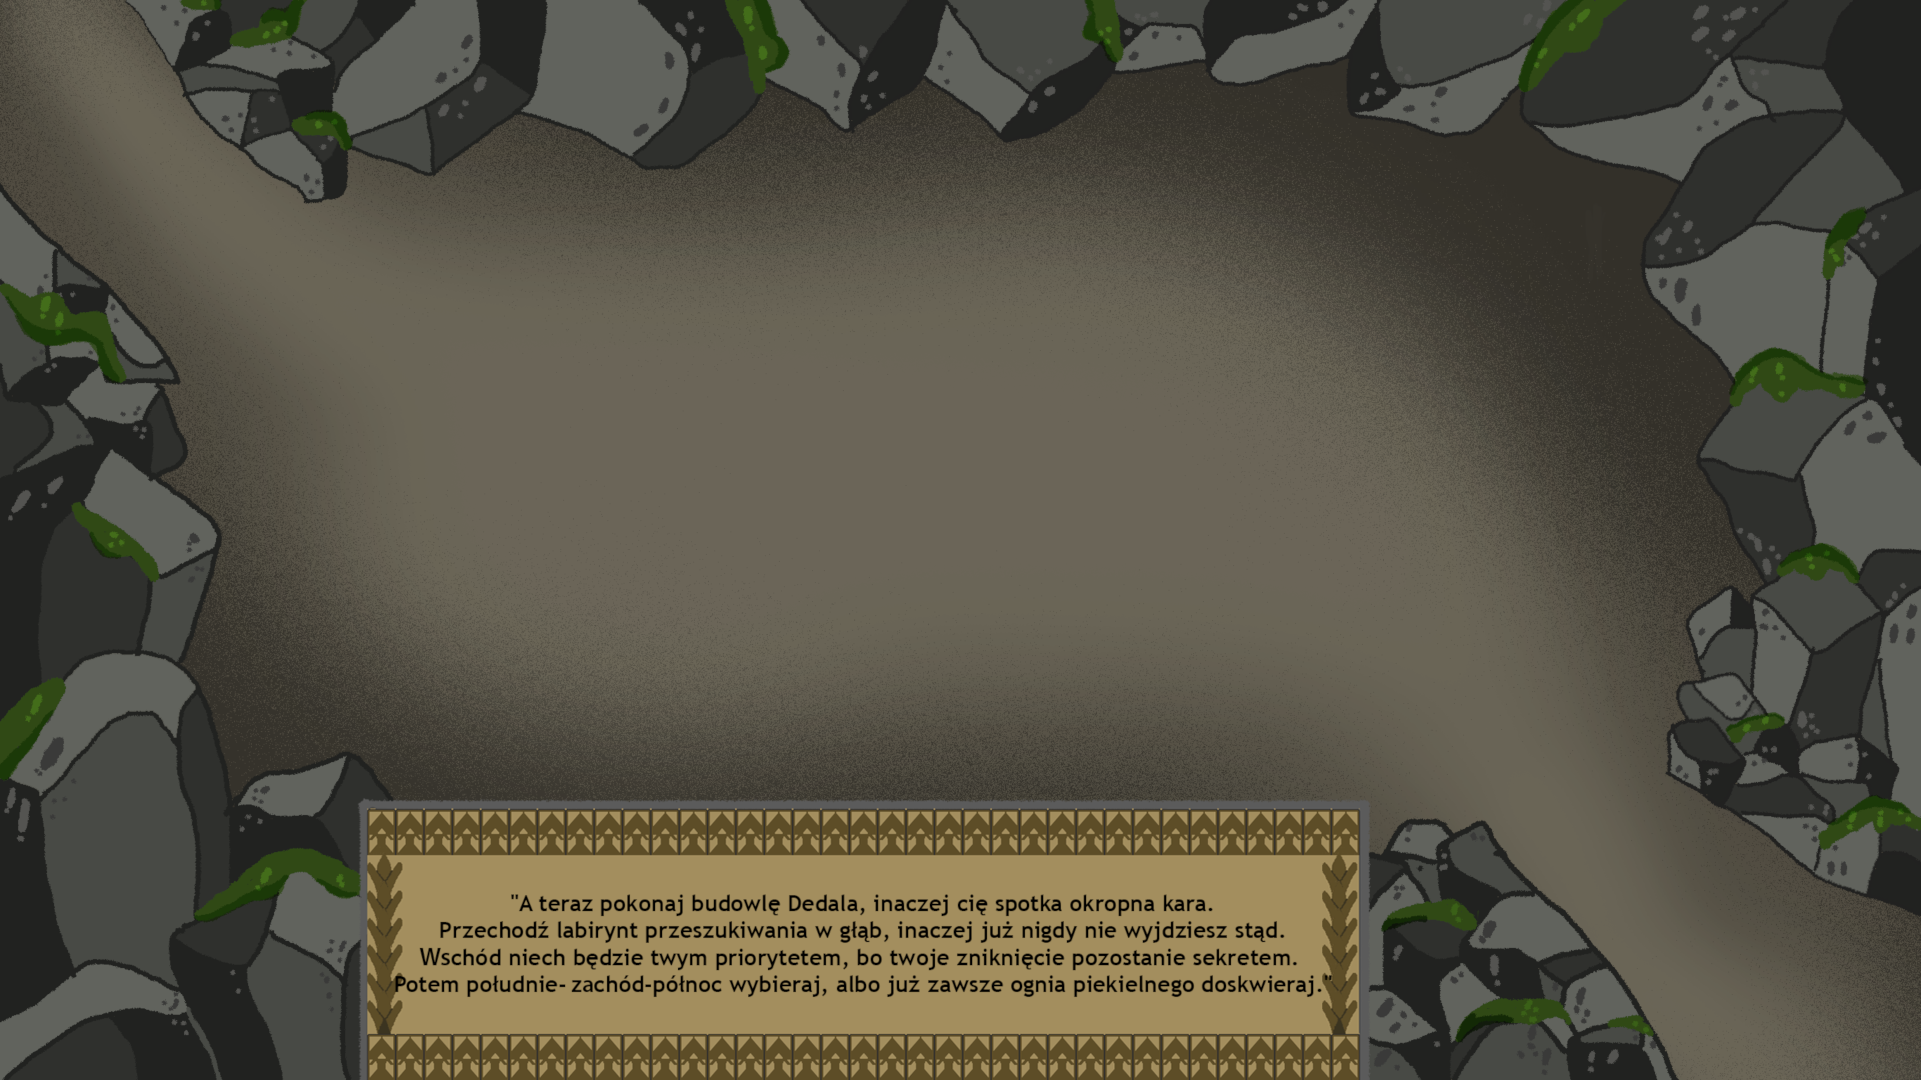 "A teraz pokonaj budowlę Dedala, inaczej cię spotka okropna kara.
Przechodź labirynt przeszukiwania w głąb, inaczej już nigdy nie wyjdziesz stąd.
Wschód niech będzie twym priorytetem, bo twoje zniknięcie pozostanie sekretem.
Potem południe- zachód-północ wybieraj, albo już zawsze ognia piekielnego doskwieraj."